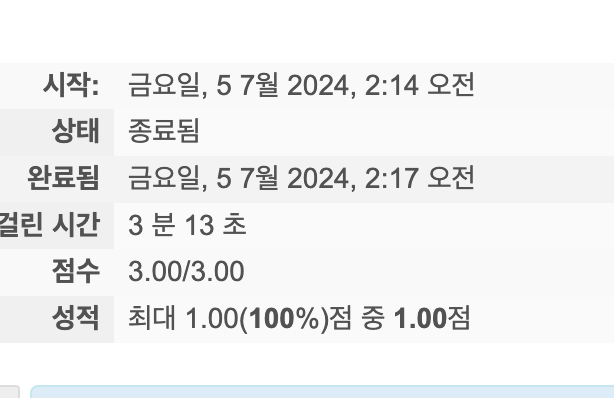 시작: 금요일, 5 7월 2024, 2:14 오전
상태 종료됨
완료됨 금요일, 5 7월 2024, 2:17 오전
걸린 시간 3 분 13 초
점수 3.00/3.00
성적 최대 1.00(100%)점 중 1.00점